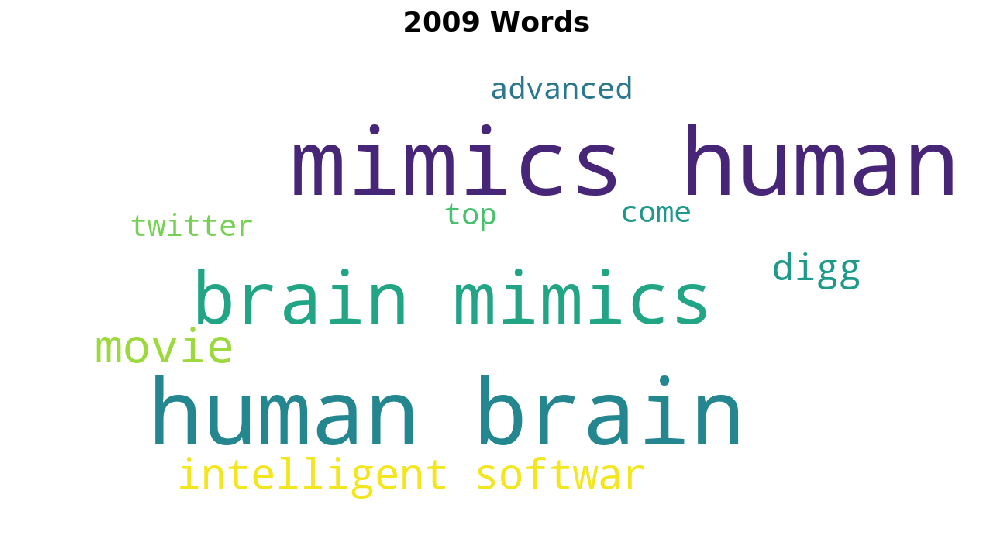 2009 Words
advanced
mimics human
twitter top come
digg
brain mimics
movie
human brain
intelligent softwar